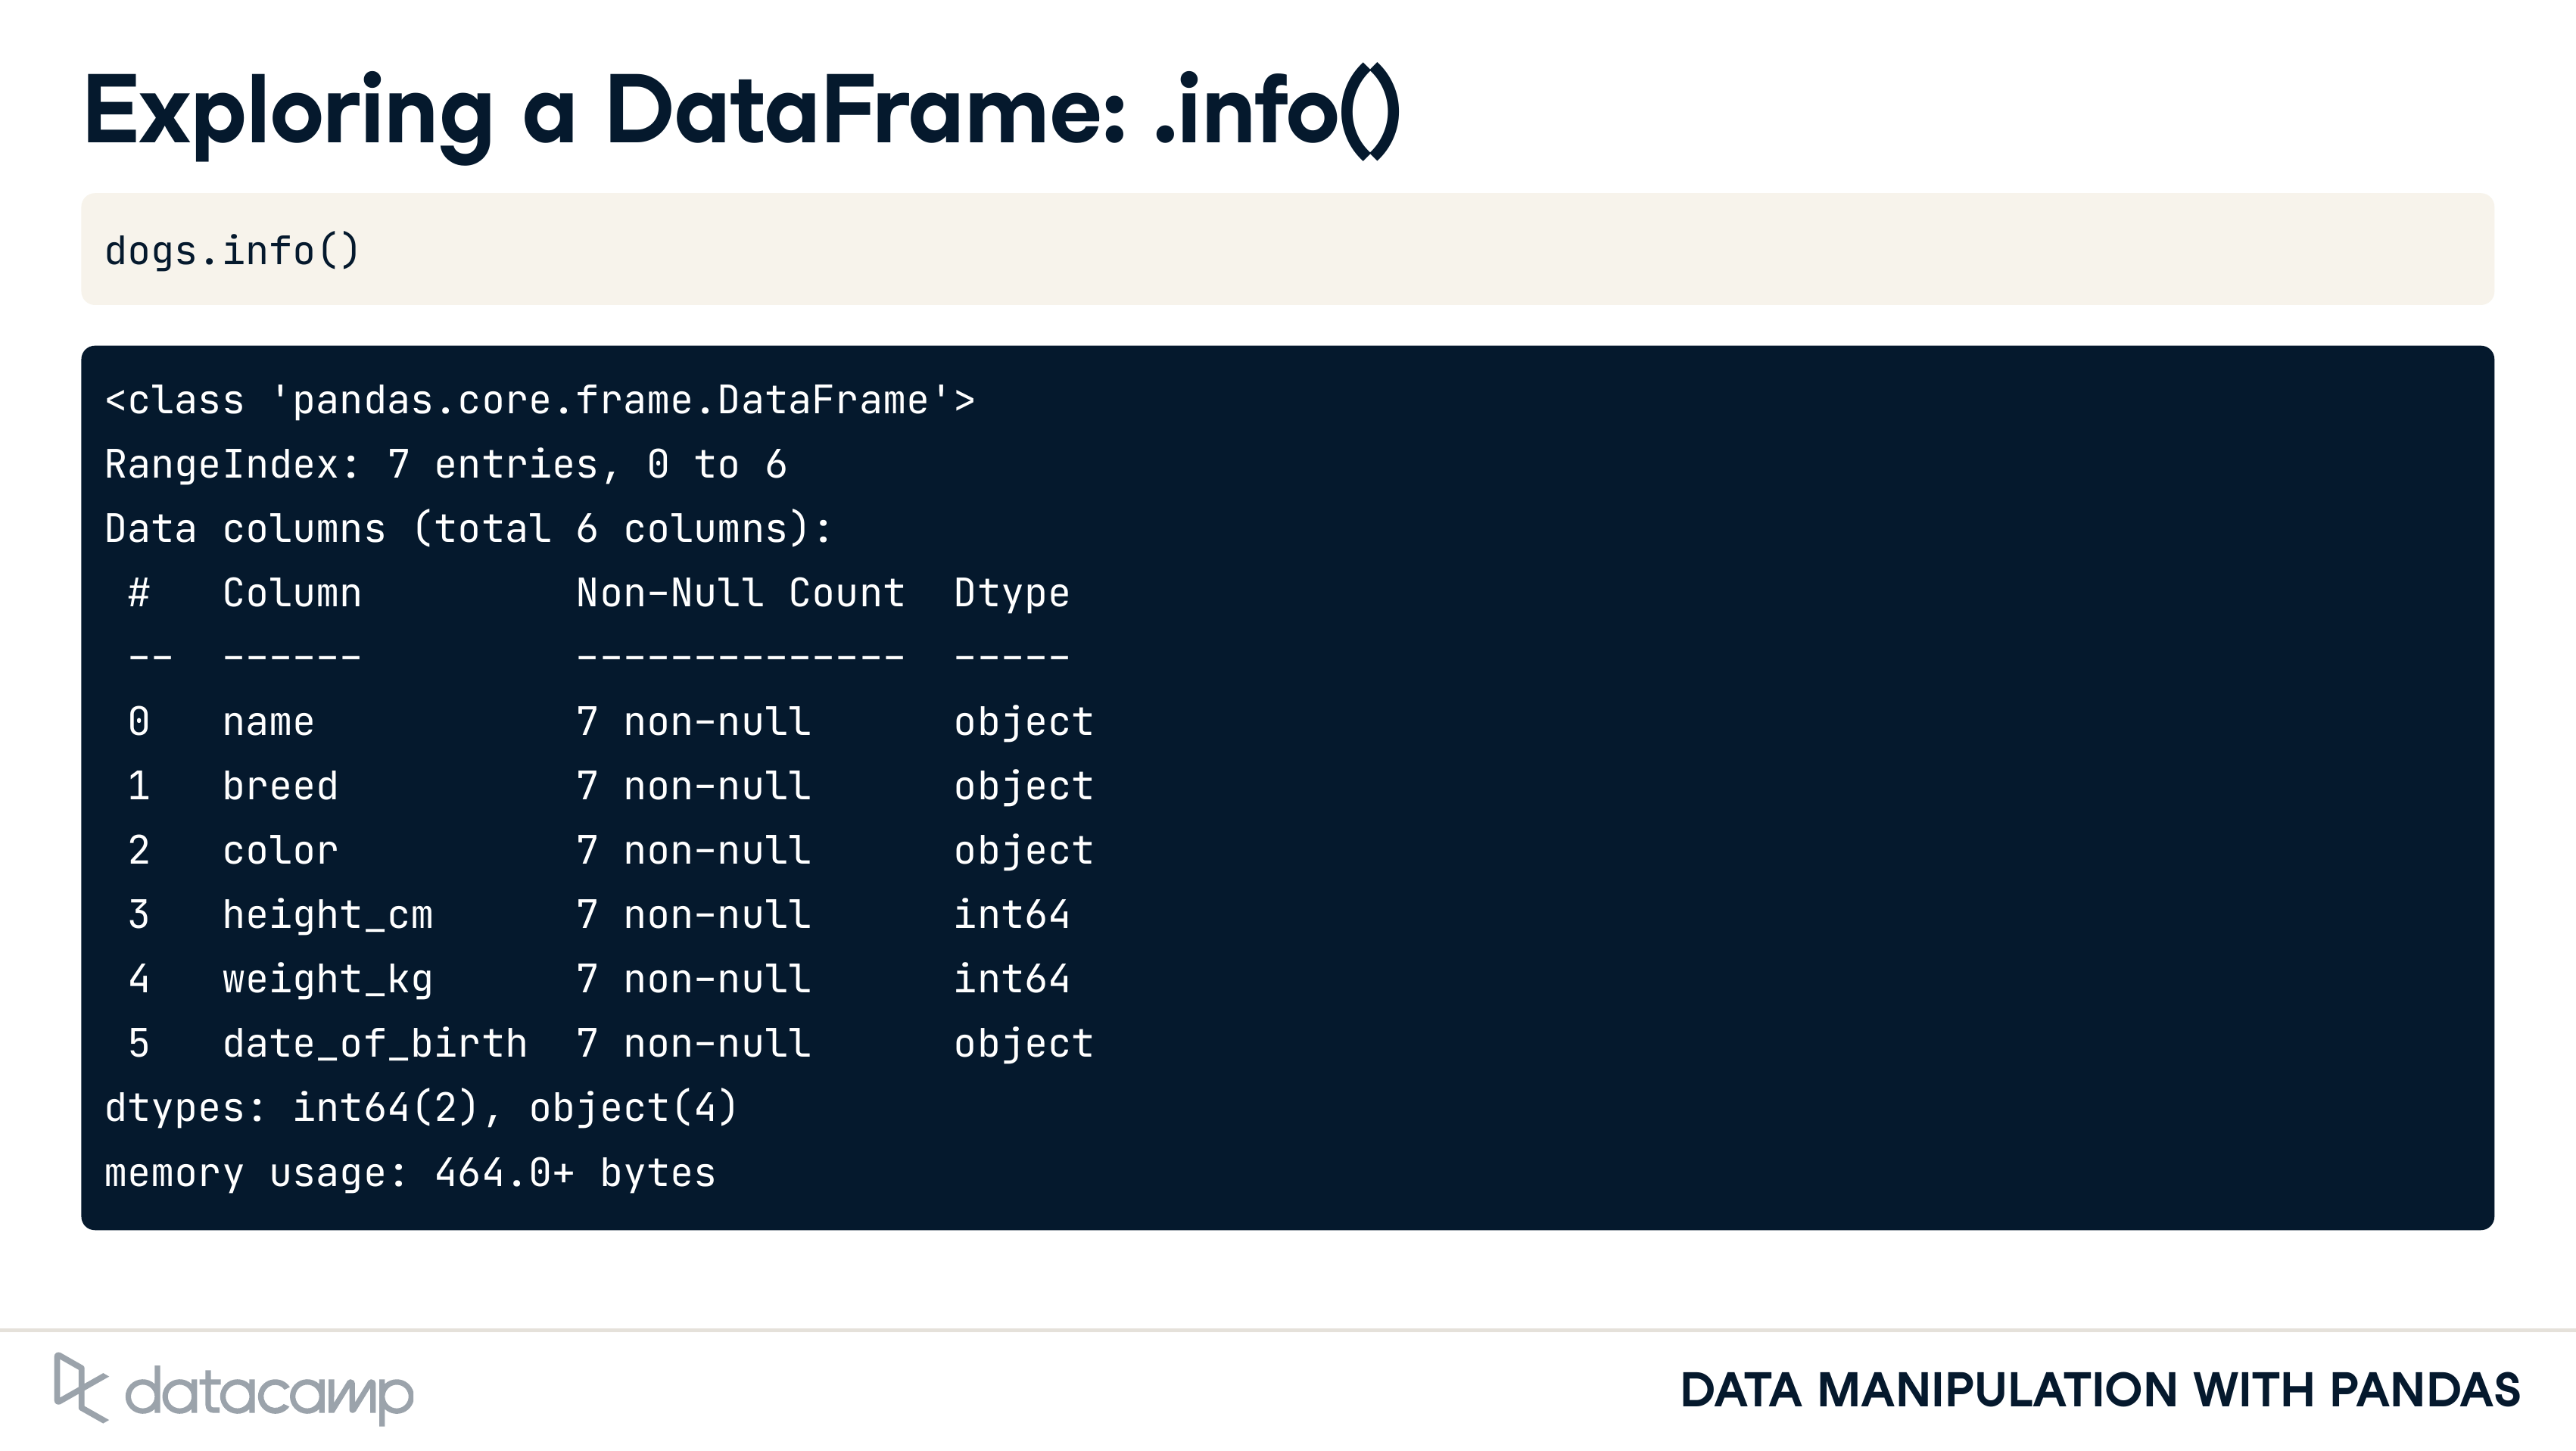 Exploring a DataFrame: .info()
dogs.info()
<class 'pandas.core.frame.DataFrame'>
RangeIndex: 7 entries, 0 to 6
Data columns (total 6 columns):
 #   Column         Non-Null Count  Dtype
 --  ------         --------------  -----
 0   name           7 non-null      object
 1   breed          7 non-null      object
 2   color          7 non-null      object
 3   height_cm      7 non-null      int64
 4   weight_kg      7 non-null      int64
 5   date_of_birth  7 non-null      object
dtypes: int64(2), object(4)
memory usage: 464.0+ bytes
datacamp
DATA MANIPULATION WITH PANDAS